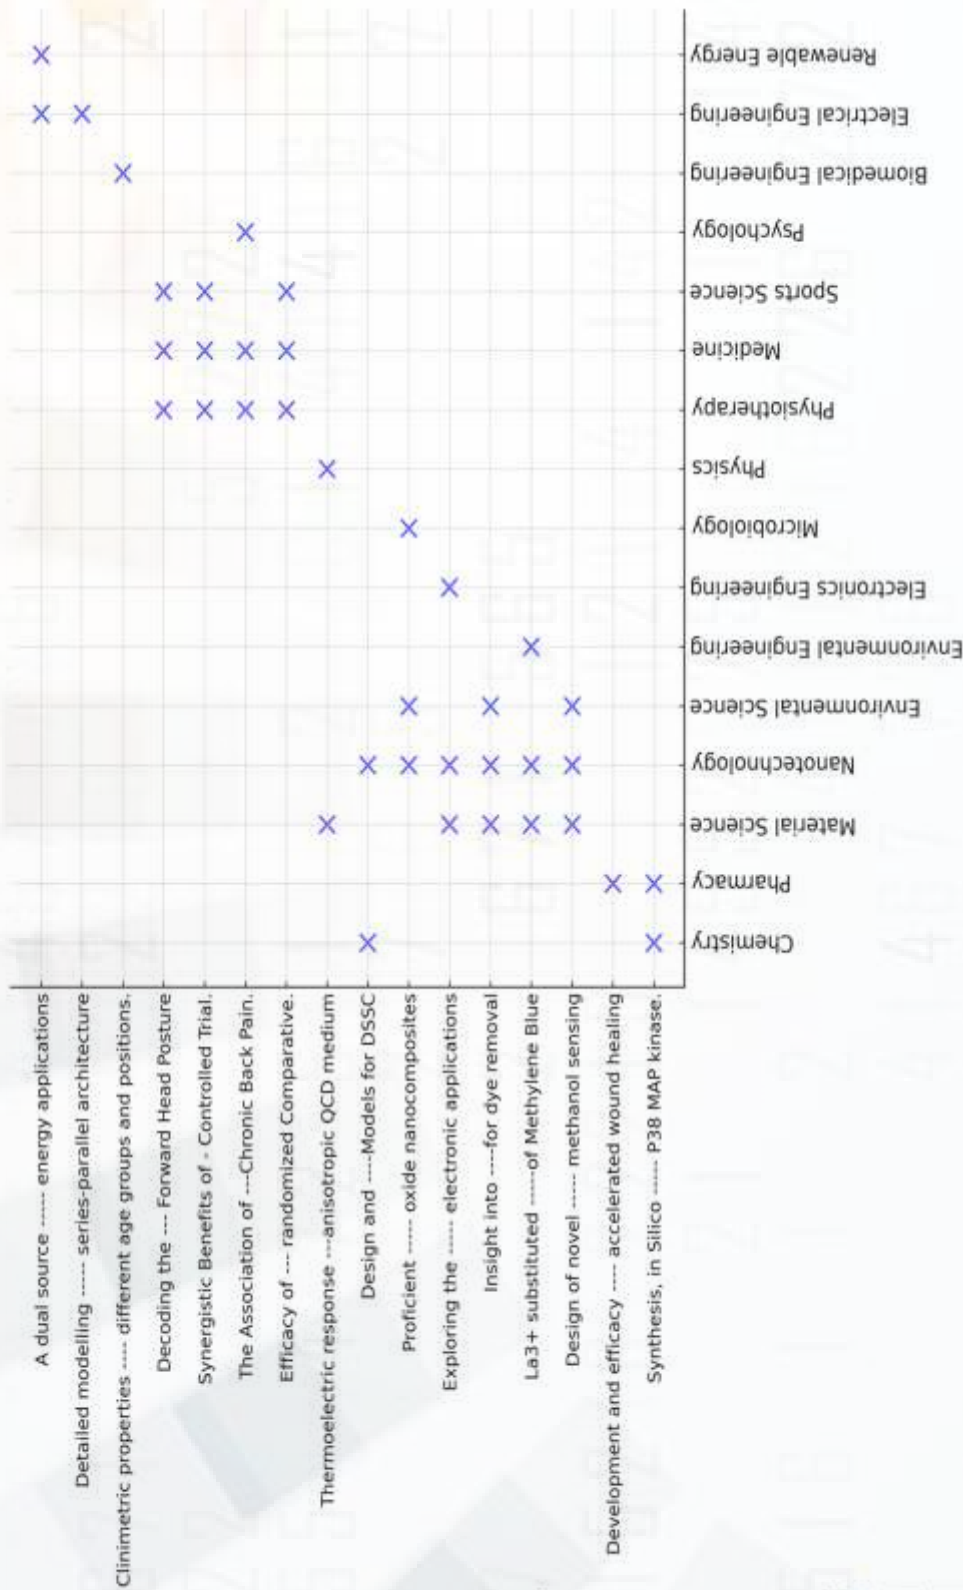 Renewable Energy
Electrical Engineering
Biomedical Engineering
Psychology
Sports Science
Medicine
Physiotherapy
Physics
Microbiology
Electronics Engineering
Environmental Engineering
Environmental Science
Nanotechnology
Material Science
Pharmacy
Chemistry
A dual source ----- energy applications
Detailed modelling ----- series-parallel architecture
Clinimetric properties ---- different age groups and positions.
Decoding the --- Forward Head Posture
Synergistic Benefits of - Controlled Trial.
The Association of ---Chronic Back Pain.
Efficacy of --- randomized Comparative.
Thermoelectric response ---anisotropic QCD medium
Design and ----Models for DSSC
Proficient ----- oxide nanocomposites
Exploring the ----- electronic applications
Insight into ----for dye removal
La3+ substituted -----of Methylene Blue
Design of novel ----- methanol sensing
Development and efficacy ---- accelerated wound healing
Synthesis, in Silico ----- P38 MAP kinase.